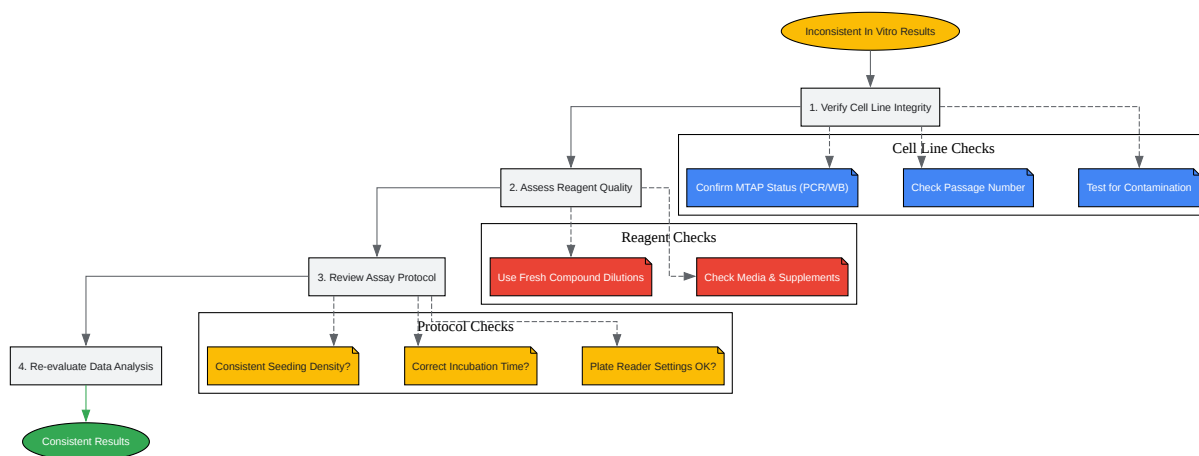 Inconsistent In Vitro Results
1. Verify Cell Line Integrity
Cell Line Checks
Confirm MTAP Status (PCR/WB)
Check Passage Number
Test for Contamination
2. Assess Reagent Quality
Reagent Checks
Use Fresh Compound Dilutions
Check Media & Supplements
3. Review Assay Protocol
Protocol Checks
Consistent Seeding Density?
Correct Incubation Time?
Plate Reader Settings OK?
4. Re-evaluate Data Analysis
Consistent Results